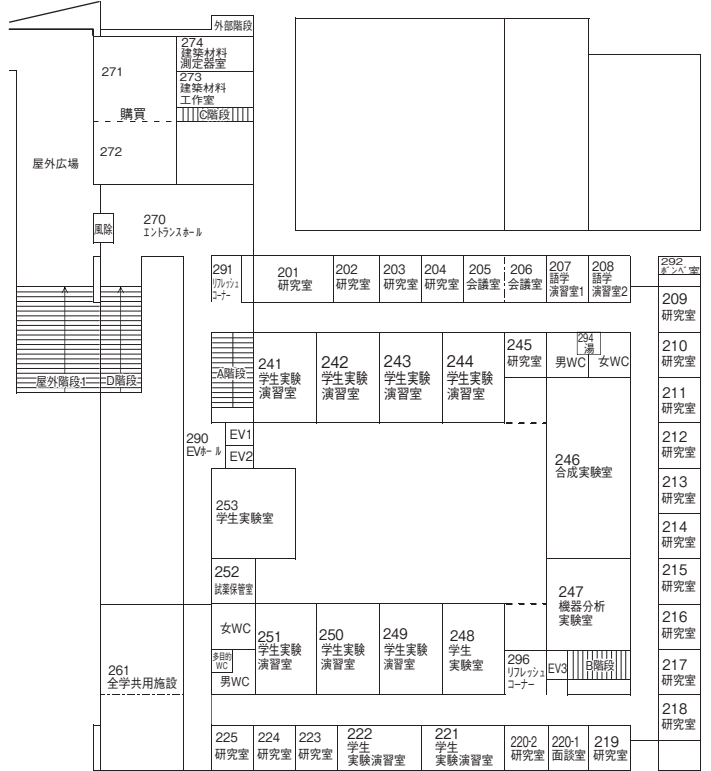 外部階段
274
建築材料
測定器室
273
建築材料
工作室
C階段
271
購買
272
屋外広場
風除
270
エントランスホール
291
リフレッシュ
コーナー
201
研究室
202
研究室
203
研究室
204
研究室
205
会議室
206
会議室
207
語学
演習室1
208
語学
演習室2
292
ボンベ室
209
研究室
210
研究室
211
研究室
212
研究室
213
研究室
214
研究室
215
研究室
216
研究室
217
研究室
218
研究室
屋外階段1
D階段
A階段
241
学生実験
演習室
242
学生実験
演習室
243
学生実験
演習室
244
学生実験
演習室
245
研究室
294
湯
男WC
女WC
290
EVホール
EV1
EV2
246
合成実験室
253
学生実験室
252
試薬保管室
247
機器分析
実験室
女WC
多目的
WC
男WC
251
学生実験
演習室
250
学生実験
演習室
249
学生実験
演習室
248
学生
実験室
296
リフレッシュ
コーナー
EV3
B階段
261
全学共用施設
225
研究室
224
研究室
223
研究室
222
学生
実験演習室
221
学生
実験演習室
220-2
研究室
220-1
面談室
219
研究室